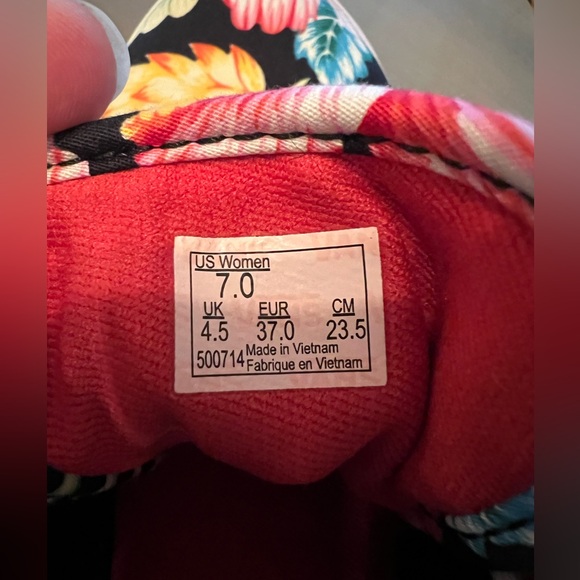 US Women
7.0
UK EUR CM
4.5 37.0 23.5
500714 Made in Vietnam
Fabrique en Vietnam